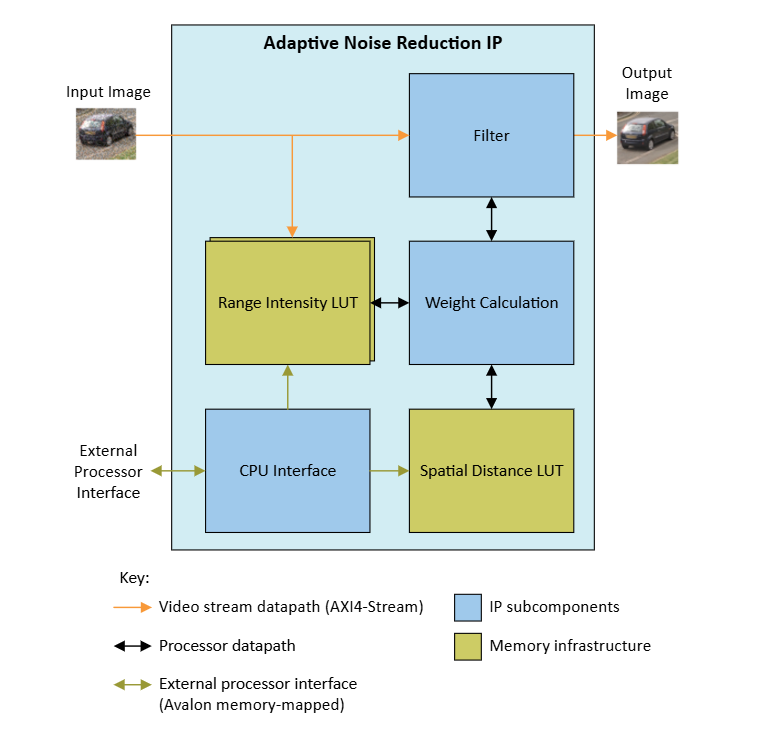 Adaptive Noise Reduction IP
Input Image
Output
Image
Filter
Range Intensity LUT
Weight Calculation
External
Processor
Interface
CPU Interface
Spatial Distance LUT
Key:
Video stream datapath (AXI4-Stream)
IP subcomponents
Processor datapath
Memory infrastructure
External processor interface
(Avalon memory-mapped)